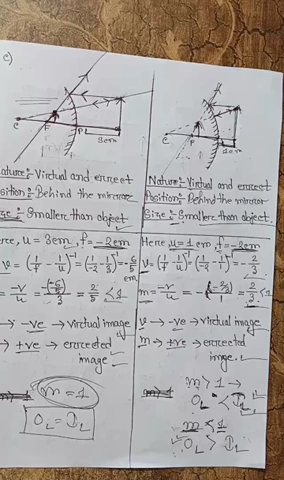 c)
C F P L
3cm
Nature:- Virtual and erreet
Position:- Behind the mirror
Size:- Smaller than object
Here, u = 3cm, f = -2cm
v = (1/f - 1/u)^-1 = (1/-2 - 1/3)^-1 = -6/5 cm
= -v/u = -(-6/5)/3 = 2/5 < 1
→ -ve → virtual image
→ +ve → errected
image
m = 1
O_L = I_L
C F
1cm
Nature:- Virtual and erreet
Position:- Behind the mirror
Size:- Smaller than object.
Here u = 1 cm f = -2cm
v = (1/f - 1/u)^-1 = (1/-2 - 1/1)^-1 = -2/3
m = -v/u = -(-2/3)/1 = 2/3 < 1
v → -ve → virtual image
m → +ve → errected
image.
m > 1 →
O_L < I_L
m < 1
O_L > I_L